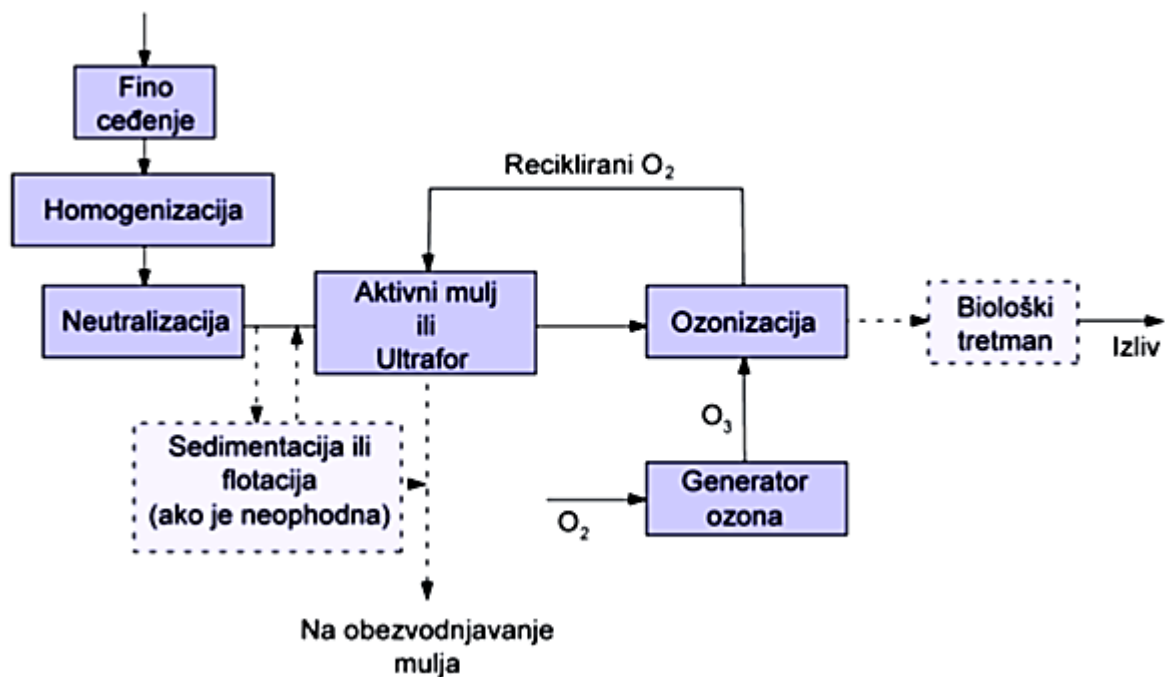 Fino
ceđenje
Reciklirani O₂
Homogenizacija
Neutralizacija
Aktivni mulj
ili
Ultrafor
Ozonizacija
Biološki
tretman
Izliv
O₃
Sedimentacija ili
flotacija
(ako je neophodna)
Generator
ozona
O₂
Na obezvodnjavanje
mulja